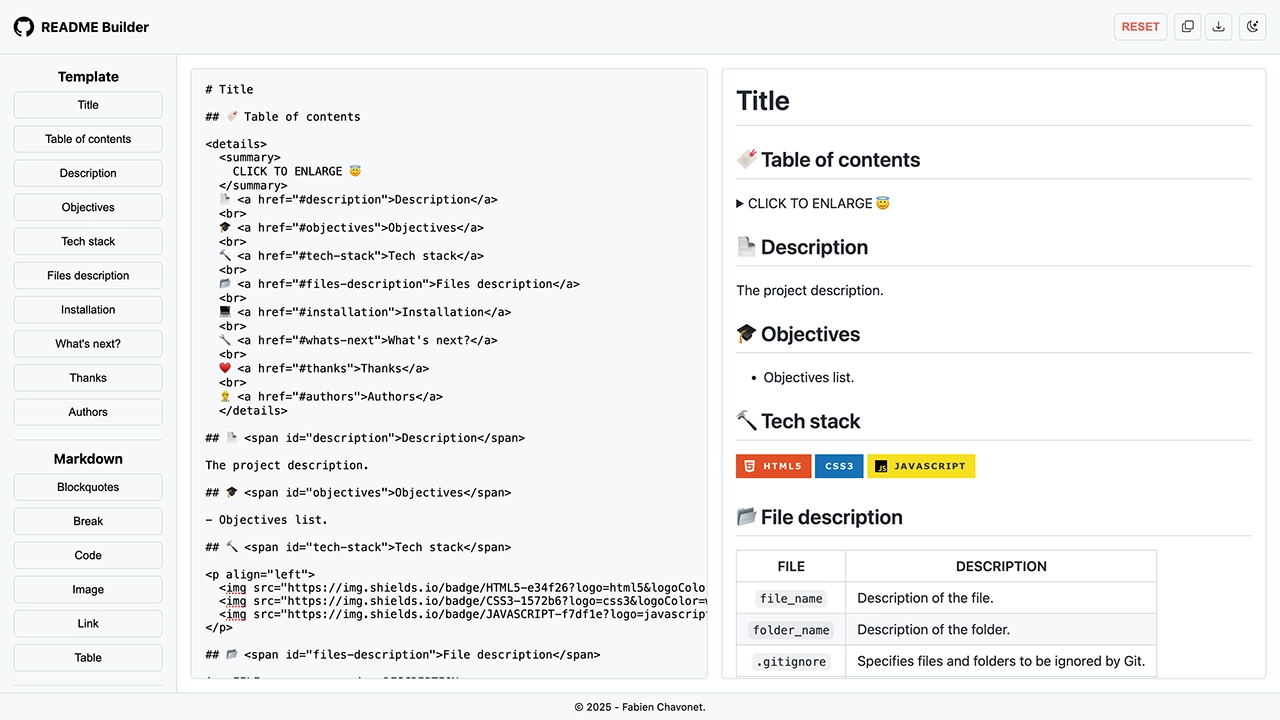 README Builder
RESET
Template
Title
Table of contents
Description
Objectives
Tech stack
Files description
Installation
What's next?
Thanks
Authors
Markdown
Blockquotes
Break
Code
Image
Link
Table
# Title
## 🔖 Table of contents
<details>
<summary>
CLICK TO ENLARGE 😇
</summary>
📄 <a href="#description">Description</a>
<br>
🎓 <a href="#objectives">Objectives</a>
<br>
🔨 <a href="#tech-stack">Tech stack</a>
<br>
📂 <a href="#files-description">Files description</a>
<br>
💻 <a href="#installation">Installation</a>
<br>
🔧 <a href="#whats-next">What's next?</a>
<br>
♥️ <a href="#thanks">Thanks</a>
<br>
👷 <a href="#authors">Authors</a>
</details>
## 📄 <span id="description">Description</span>
The project description.
## 🎓 <span id="objectives">Objectives</span>
- Objectives list.
## 🔨 <span id="tech-stack">Tech stack</span>
<p align="left">
<img src="https://img.shields.io/badge/HTML5-e34f26?logo=html5&logoColo
<img src="https://img.shields.io/badge/CSS3-1572b6?logo=css3&logoColor=
<img src="https://img.shields.io/badge/JAVASCRIPT-f7df1e?logo=javascrip
</p>
## 📂 <span id="files-description">File description</span>
Title
🔖 Table of contents
▶ CLICK TO ENLARGE 😇
📄 Description
The project description.
🎓 Objectives
• Objectives list.
🔨 Tech stack
HTML5 CSS3 JAVASCRIPT
📂 File description
FILE DESCRIPTION
file_name Description of the file.
folder_name Description of the folder.
.gitignore Specifies files and folders to be ignored by Git.
© 2025 - Fabien Chavonet.